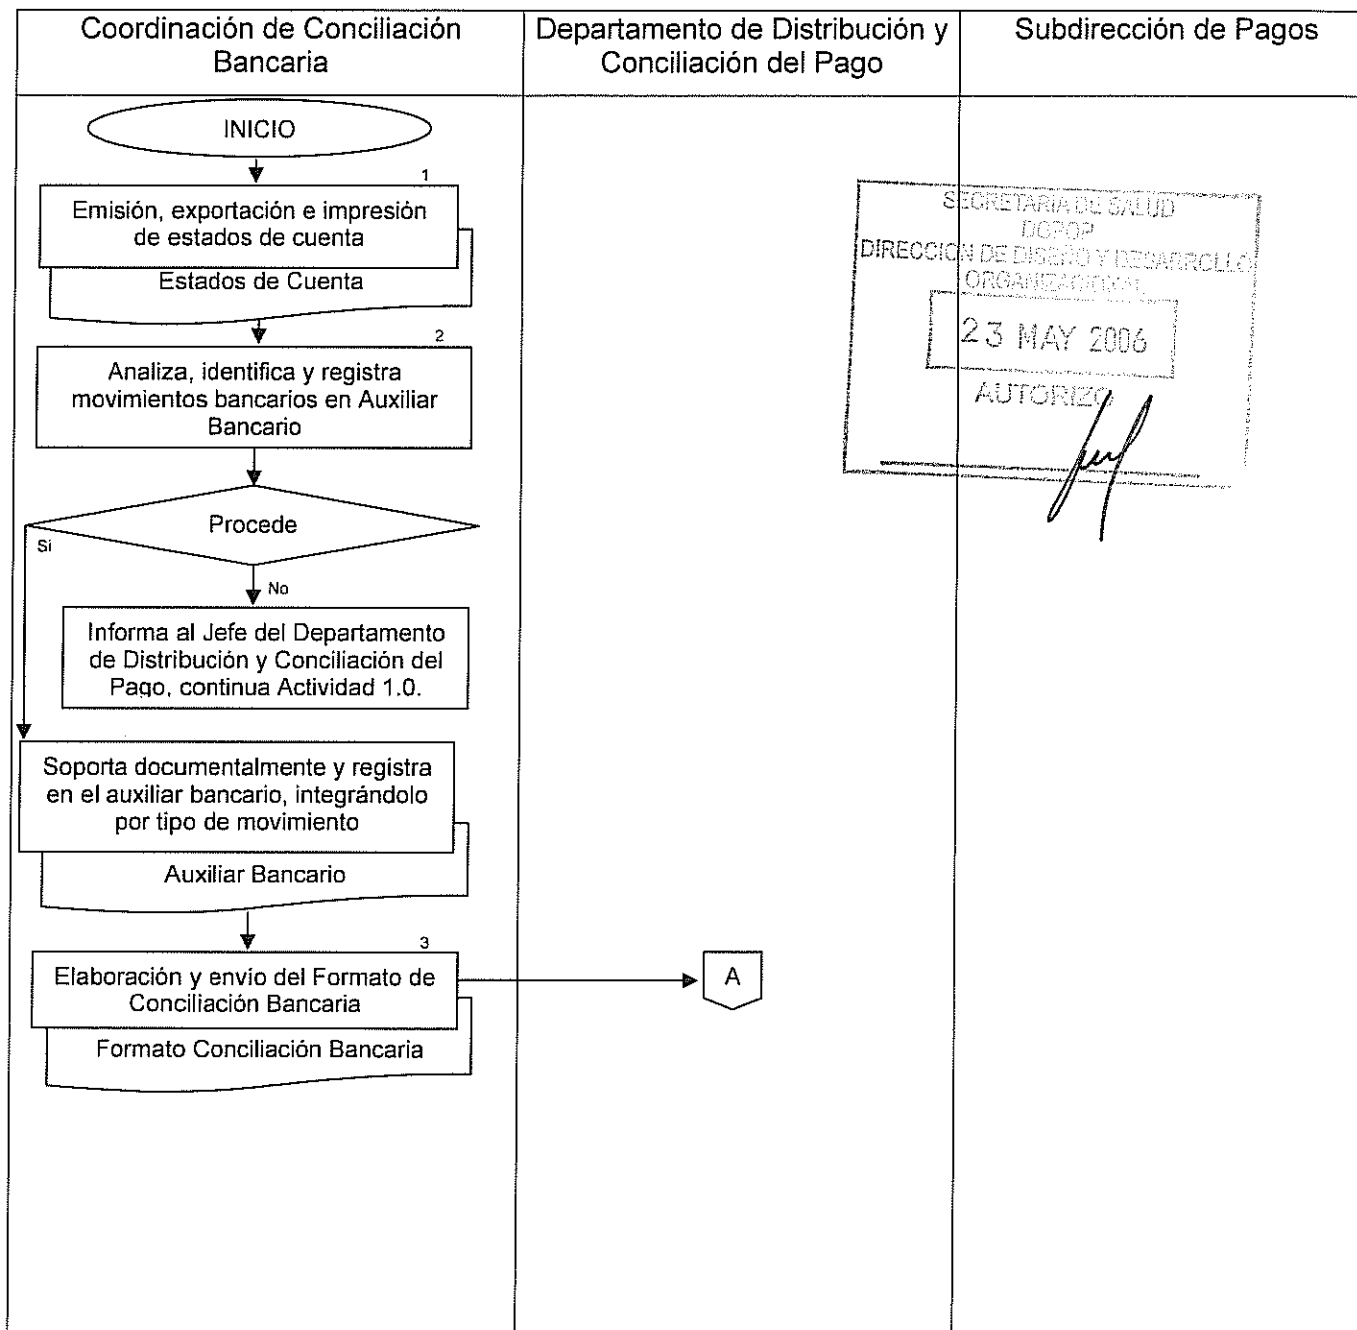 Coordinación de Conciliación
Bancaria
Departamento de Distribución y
Conciliación del Pago
Subdirección de Pagos
INICIO
1
Emisión, exportación e impresión
de estados de cuenta
Estados de Cuenta
2
Analiza, identifica y registra
movimientos bancarios en Auxiliar
Bancario
Procede
Si
No
Informa al Jefe del Departamento
de Distribución y Conciliación del
Pago, continua Actividad 1.0.
Soporta documentalmente y registra
en el auxiliar bancario, integrándolo
por tipo de movimiento
Auxiliar Bancario
3
Elaboración y envío del Formato de
Conciliación Bancaria
Formato Conciliación Bancaria
A
SECRETARIA DE SALUD
DGPOP
DIRECCION DE DISEÑO Y DESARROLLO
ORGANIZACIONAL
23 MAY 2006
AUTORIZO